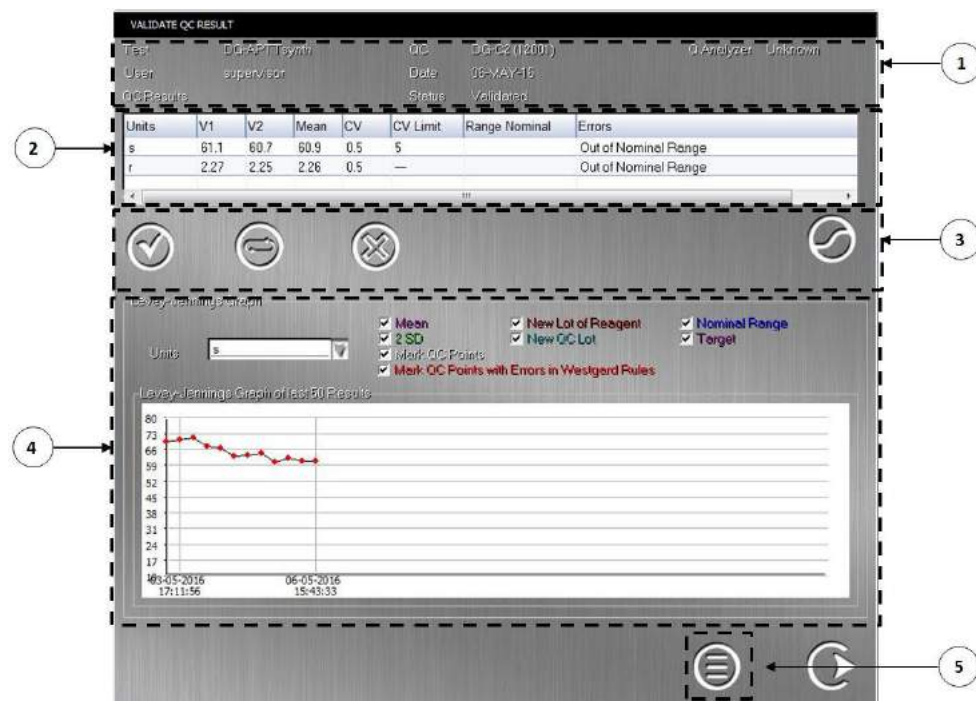 VALIDATE QC RESULT
Test DG-APTTsynth QC DG-C2 (12001) Q.Analyzer Unknown
User supervisor Date 06-MAY-16
QC Results Status Validated
1
Units V1 V2 Mean CV CV Limit Range Nominal Errors
s 61.1 60.7 60.9 0.5 5 Out of Nominal Range
r 2.27 2.25 2.26 0.5 — Out of Nominal Range
2
3
Levey-Jennings Graph
Mean New Lot of Reagent Nominal Range
2 SD New QC Lot Target
Units s Mark QC Points
Mark QC Points with Errors in Westgard Rules
Levey-Jennings Graph of last 50 Results
80
73
66
59
52
45
38
31
24
17
10
03-05-2016 06-05-2016
17:11:56 15:43:33
4
5